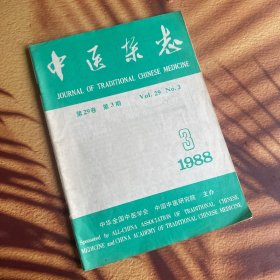 中医杂志
JOURNAL OF TRADITIONAL CHINESE MEDICINE
第29卷 第3期 Vol. 29 No. 3
3
1988
中华全国中医学会 中国中医研究院 主办
Sponsored by ALL-CHINA ASSOCIATION OF TRADITIONAL CHINESE
MEDICINE and CHINA ACADEMY OF TRADITIONAL CHINESE MEDICINE